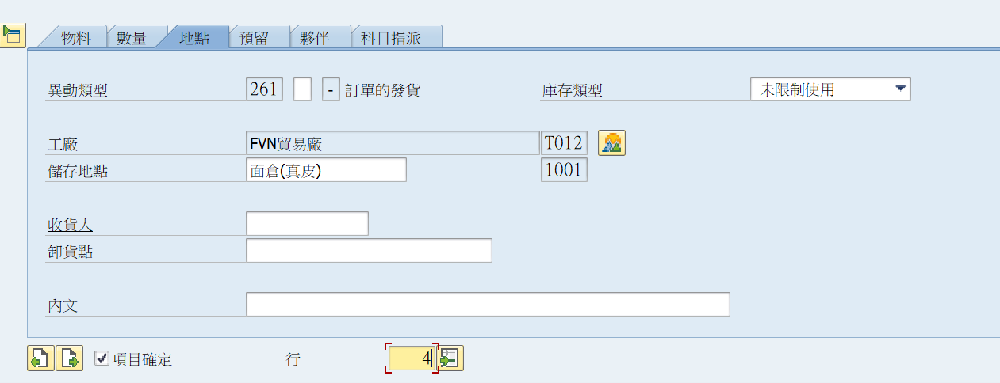 物料 數量 地點 預留 夥伴 科目指派
異動類型 261 - 訂單的發貨 庫存類型 未限制使用
工廠 FVN貿易廠 T012
儲存地點 面倉(真皮) 1001
收貨人
卸貨點
內文
項目確定 行 4